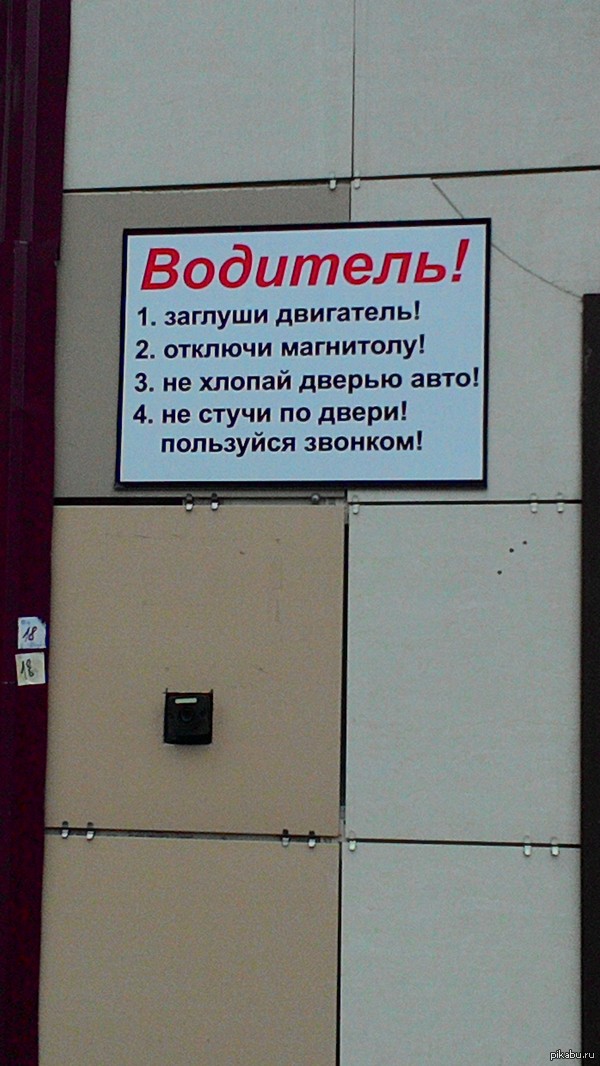 Водитель!
1. заглуши двигатель!
2. отключи магнитолу!
3. не хлопай дверью авто!
4. не стучи по двери!
пользуйся звонком!
18
18
pikabu.ru